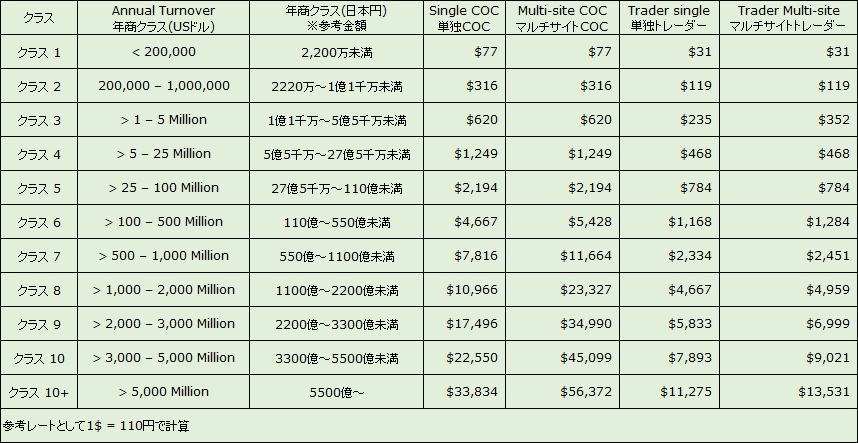 クラス Annual Turnover 年商クラス(USドル) 年商クラス(日本円) ※参考金額 Single COC 単独COC Multi-site COC マルチサイトCOC Trader single 単独トレーダー Trader Multi-site マルチサイトトレーダー
クラス 1 < 200,000 2,200万未満 $77 $77 $31 $31
クラス 2 200,000 – 1,000,000 2220万～1億1千万未満 $316 $316 $119 $119
クラス 3 > 1 – 5 Million 1億1千万～5億5千万未満 $620 $620 $235 $352
クラス 4 > 5 – 25 Million 5億5千万～27億5千万未満 $1,249 $1,249 $468 $468
クラス 5 > 25 – 100 Million 27億5千万～110億未満 $2,194 $2,194 $784 $784
クラス 6 > 100 – 500 Million 110億～550億未満 $4,667 $5,428 $1,168 $1,284
クラス 7 > 500 – 1,000 Million 550億～1100億未満 $7,816 $11,664 $2,334 $2,451
クラス 8 > 1,000 – 2,000 Million 1100億～2200億未満 $10,966 $23,327 $4,667 $4,959
クラス 9 > 2,000 – 3,000 Million 2200億～3300億未満 $17,496 $34,990 $5,833 $6,999
クラス 10 > 3,000 – 5,000 Million 3300億～5500億未満 $22,550 $45,099 $7,893 $9,021
クラス 10+ > 5,000 Million 5500億～ $33,834 $56,372 $11,275 $13,531
参考レートとして1$ = 110円で計算